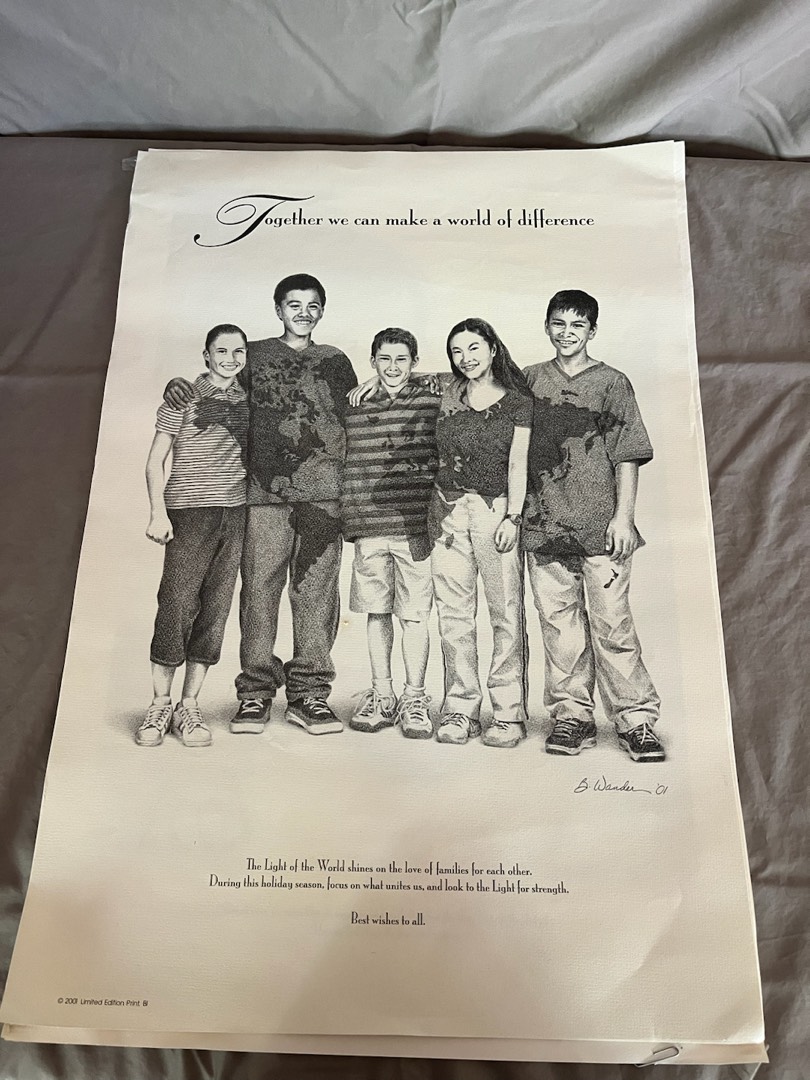 Together we can make a world of difference
B. Wander '01
The Light of the World shines on the love of families for each other.
During this holiday season, focus on what unites us, and look to the Light for strength.
Best wishes to all.
© 2001 Limited Edition Print, BI